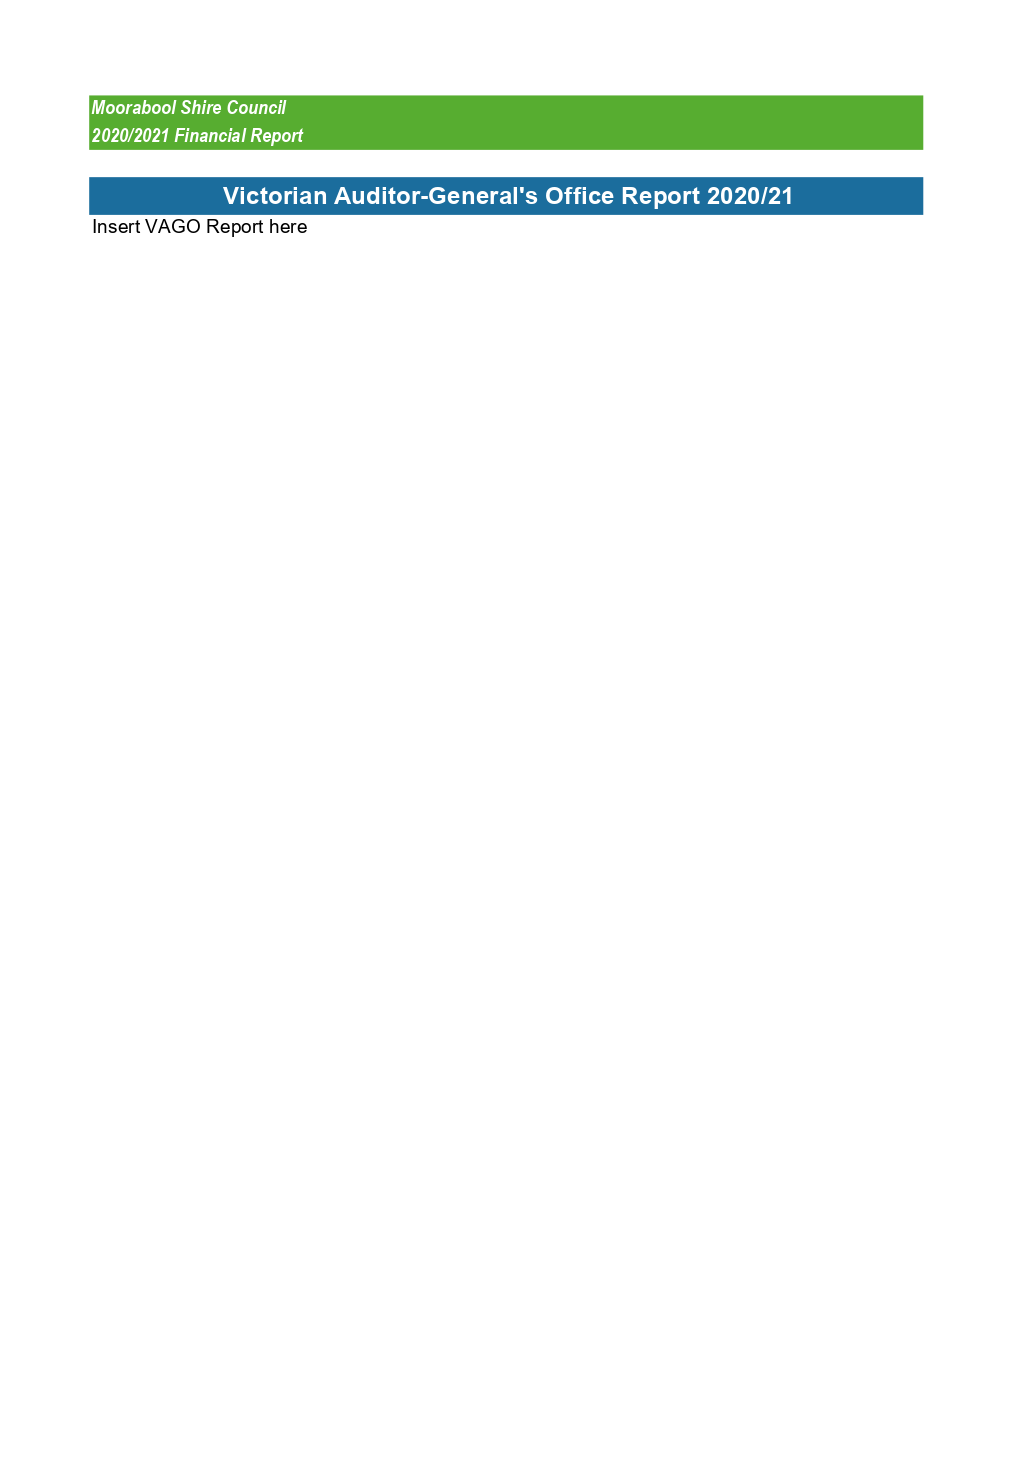 Moorabool Shire Council
2020/2021 Financial Report
Victorian Auditor-General's Office Report 2020/21
Insert VAGO Report here